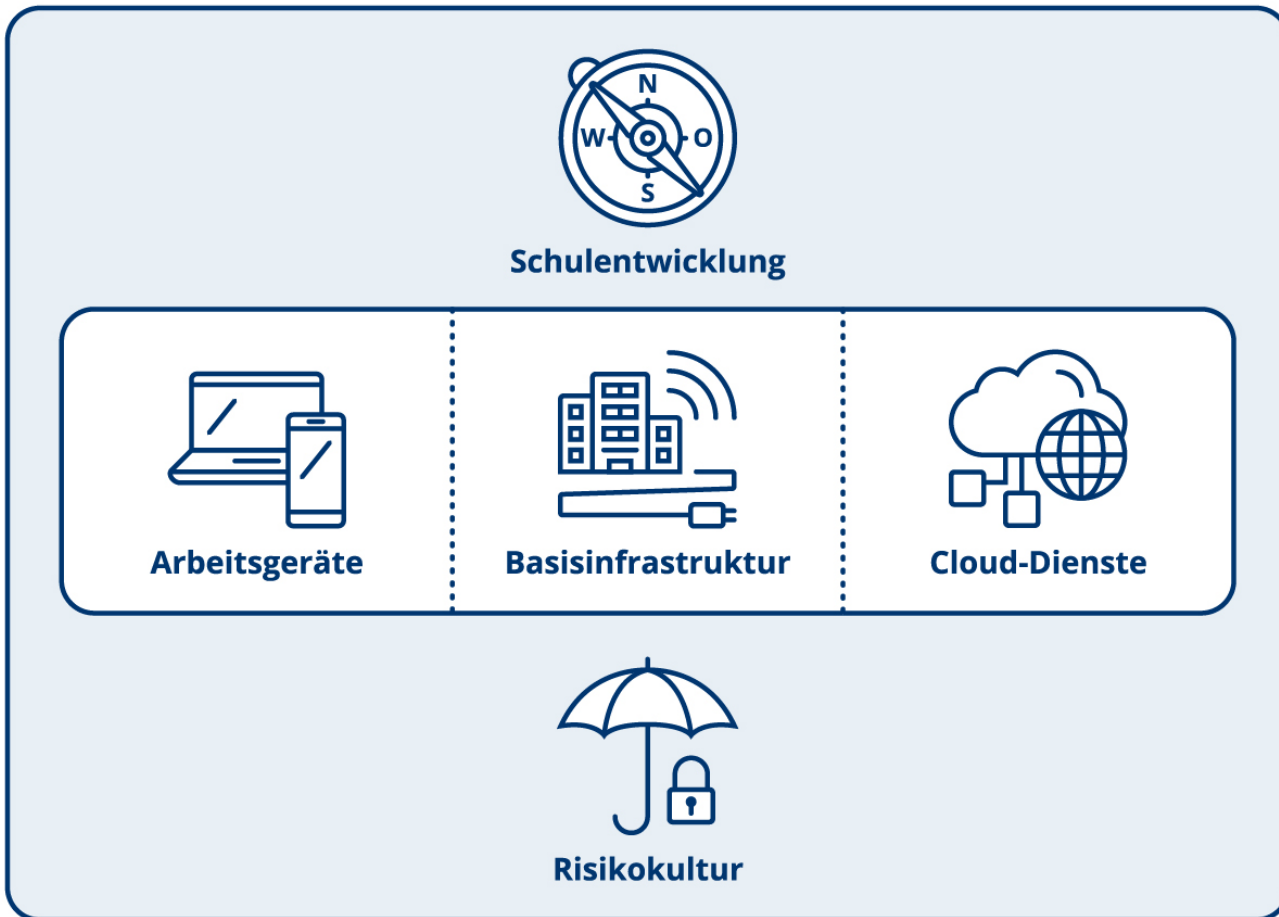 N
W O
S
Schulentwicklung
Arbeitsgeräte
Basisinfrastruktur
Cloud-Dienste
Risikokultur